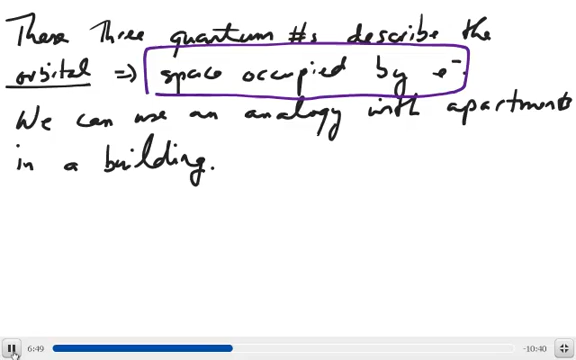 These Three quantum #s describe the
orbital => space occupied by e⁻.
We can use an analogy with apartments
in a building.
6:49 -10:40